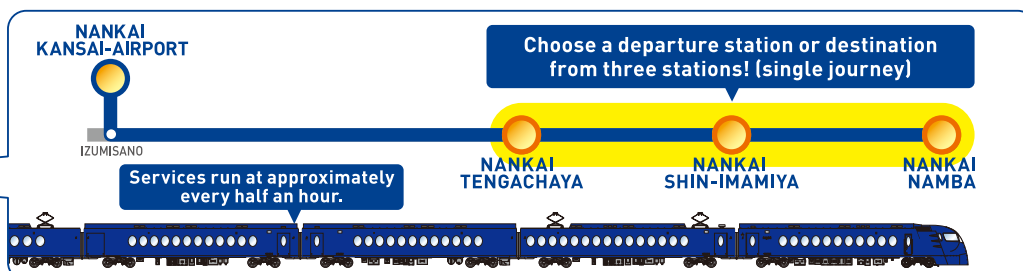 NANKAI
KANSAI-AIRPORT
Choose a departure station or destination
from three stations! (single journey)
IZUMISANO
NANKAI
TENGACHAYA
NANKAI
SHIN-IMAMIYA
NANKAI
NAMBA
Services run at approximately
every half an hour.